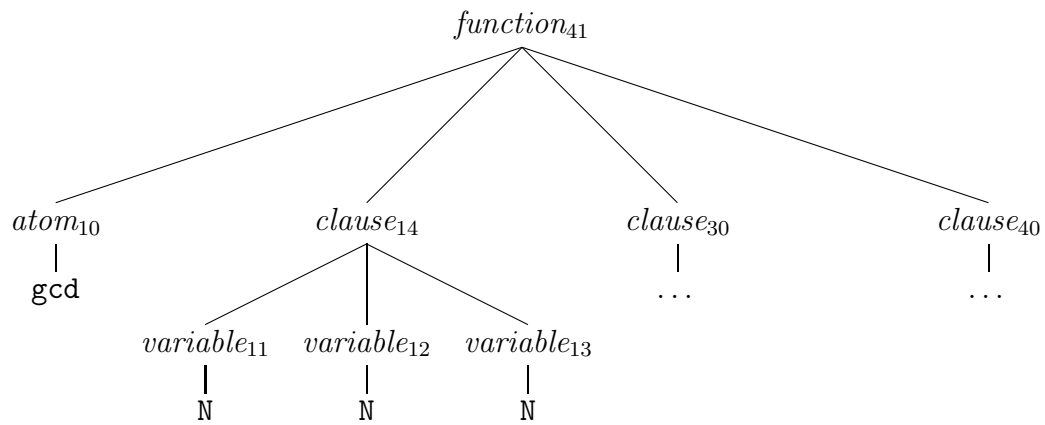 function₄₁
atom₁₀ clause₁₄ clause₃₀ clause₄₀
gcd ... ...
variable₁₁ variable₁₂ variable₁₃
N N N